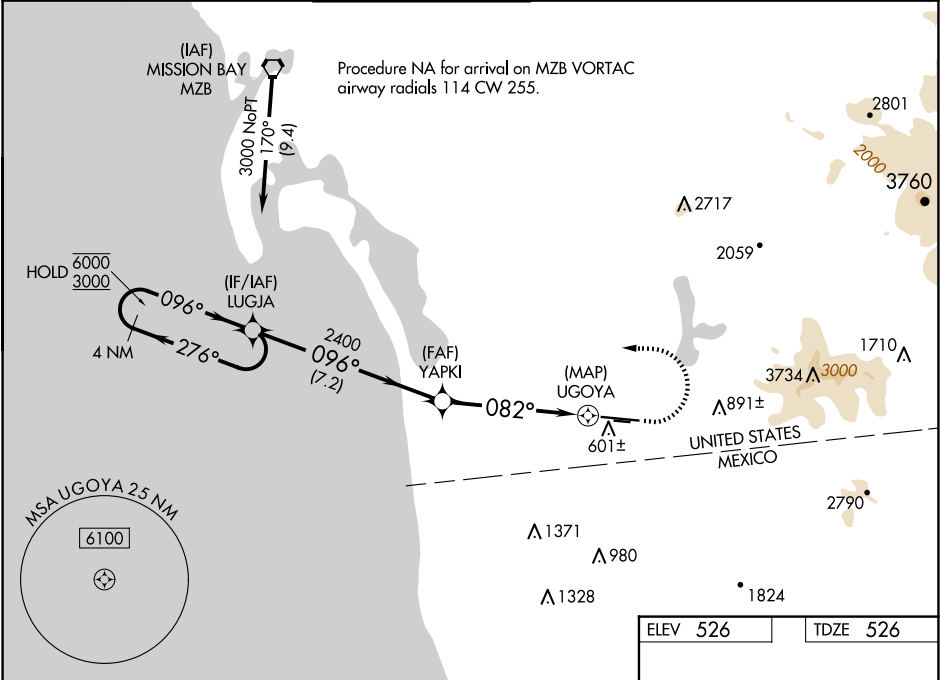 (IAF)
MISSION BAY
MZB
Procedure NA for arrival on MZB VORTAC
airway radials 114 CW 255.
3000 NoPT
170°
(9.4)
2801
2000
3760
2717
2059
HOLD
6000
3000
096°
(IF/IAF)
LUGJA
4 NM
276°
2400
096°
(7.2)
(FAF)
YAPKI
082°
(MAP)
UGOYA
601±
891±
3734
3000
1710
UNITED STATES
MEXICO
2790
MSA UGOYA 25 NM
6100
1371
980
1328
1824
ELEV 526
TDZE 526